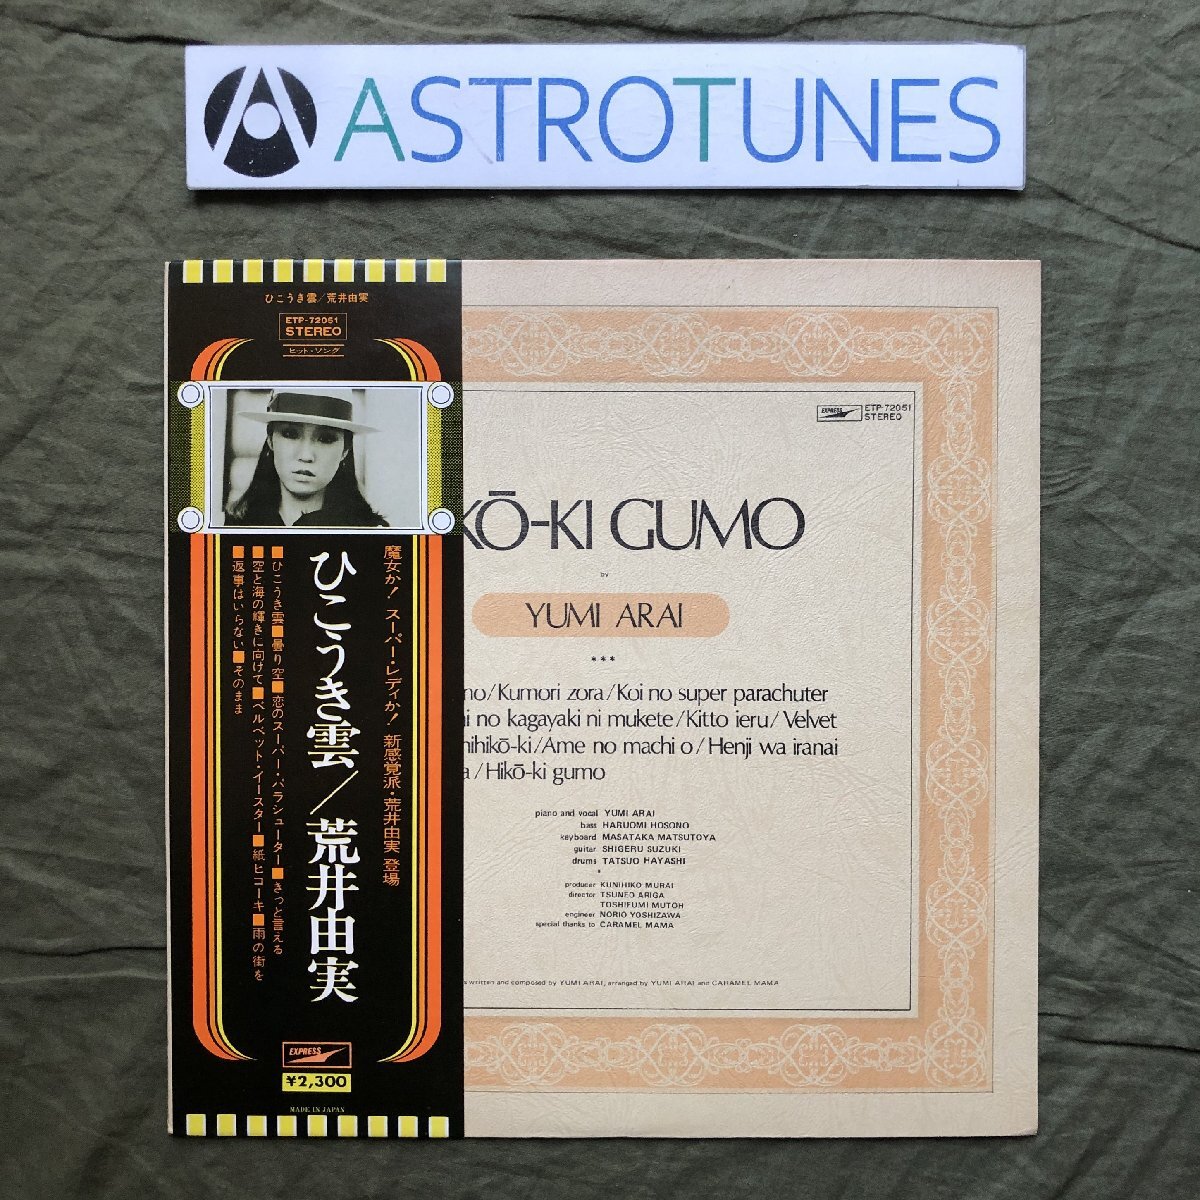 ASTROTUNES
ひこうき雲/荒井由実
ETP-72051
STEREO
ヒット・ソング
魔女か! スーパー・レディか! 新感覚派・荒井由実 登場
ひこうき雲/荒井由実
■ひこうき雲■曇り空■恋のスーパー・パラシューター■きっと言える
■空と海の輝きに向けて■ベルベット・イースター■紙ヒコーキ■雨の街を
■返事はいらない■そのまま
EXPRESS
¥2,300
MADE IN JAPAN
EXPRESS
ETP-72051
STEREO
KŌ-KI GUMO
by
YUMI ARAI
***
no/Kumori zora/Koi no super parachuter
i no kagayaki ni mukete/Kitto ieru/Velvet
mihikō-ki/Ame no machi o/Henji wa iranai
a/Hikō-ki gumo
piano and vocal YUMI ARAI
bass HARUOMI HOSONO
keyboard MASATAKA MATSUTOYA
guitar SHIGERU SUZUKI
drums TATSUO HAYASHI
*
producer KUNIHIKO MURAI
director TSUNEO ARIGA
TOSHIFUMI MUTOH
engineer NORIO YOSHIZAWA
special thanks to CARAMEL MAMA
s written and composed by YUMI ARAI, arranged by YUMI ARAI and CARAMEL MAMA